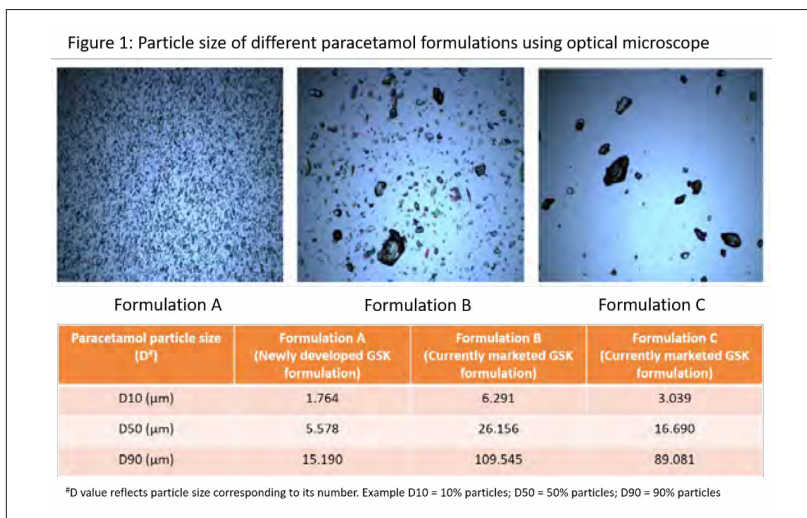 Figure 1: Particle size of different paracetamol formulations using optical microscope
Formulation A Formulation B Formulation C
Paracetamol particle size (D#) Formulation A (Newly developed GSK formulation) Formulation B (Currently marketed GSK formulation) Formulation C (Currently marketed GSK formulation)
D10 (μm) 1.764 6.291 3.039
D50 (μm) 5.578 26.156 16.690
D90 (μm) 15.190 109.545 89.081
#D value reflects particle size corresponding to its number. Example D10 = 10% particles; D50 = 50% particles; D90 = 90% particles